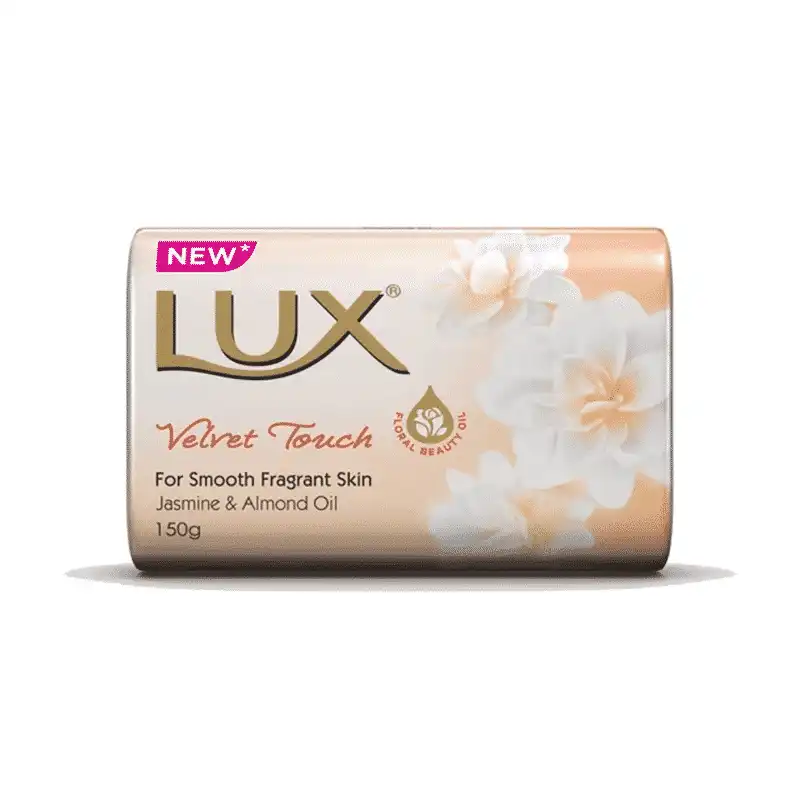 NEW*
LUX®
Velvet Touch
FLORAL BEAUTY OIL
For Smooth Fragrant Skin
Jasmine & Almond Oil
150g